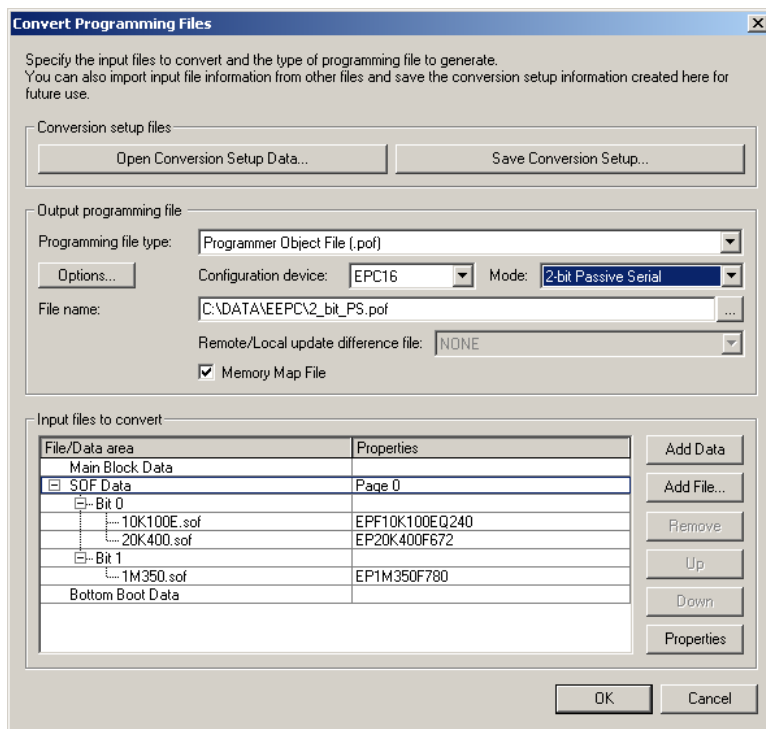 Convert Programming Files
Specify the input files to convert and the type of programming file to generate.
You can also import input file information from other files and save the conversion setup information created here for
future use.
Conversion setup files
Open Conversion Setup Data...
Save Conversion Setup...
Output programming file
Programming file type:
Programmer Object File (.pof)
Options...
Configuration device:
EPC16
Mode:
2-bit Passive Serial
File name:
C:\DATA\EEPC\2_bit_PS.pof
...
Remote/Local update difference file:
NONE
Memory Map File
Input files to convert
File/Data area Properties
Main Block Data
SOF Data Page 0
Bit 0
10K100E.sof EPF10K100EQ240
20K400.sof EP20K400F672
Bit 1
1M350.sof EP1M350F780
Bottom Boot Data
Add Data
Add File...
Remove
Up
Down
Properties
OK
Cancel